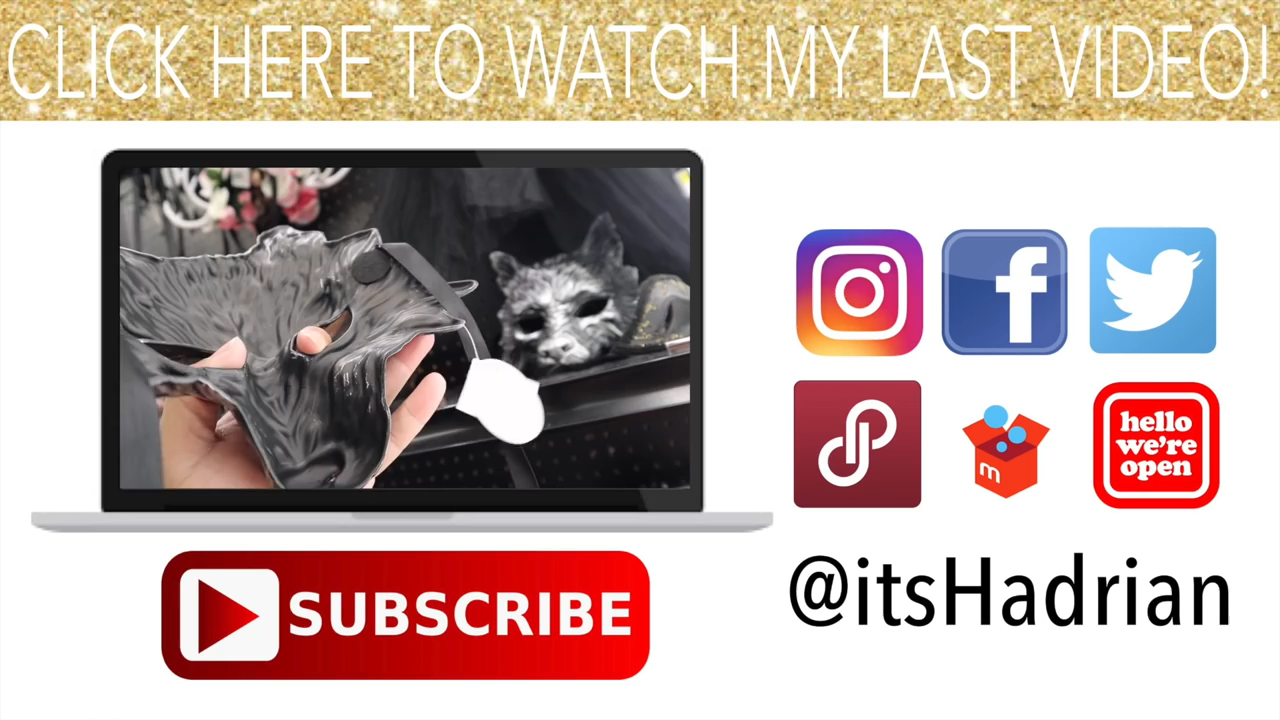 CLICK HERE TO WATCH MY LAST VIDEO!
hello
we're
open
m
SUBSCRIBE
@itsHadrian